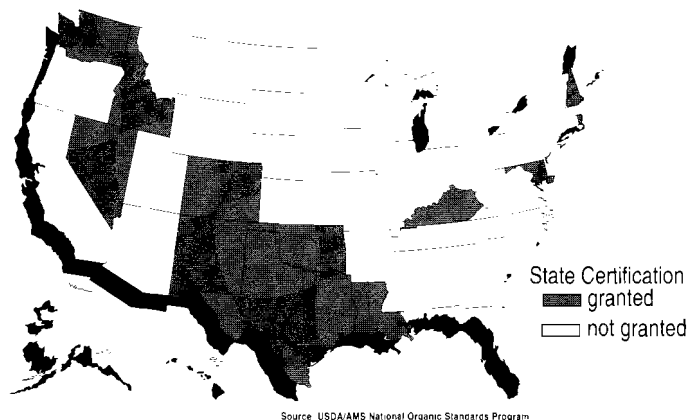 State Certification
granted
not granted
Source USDA/AMS National Organic Standards Program